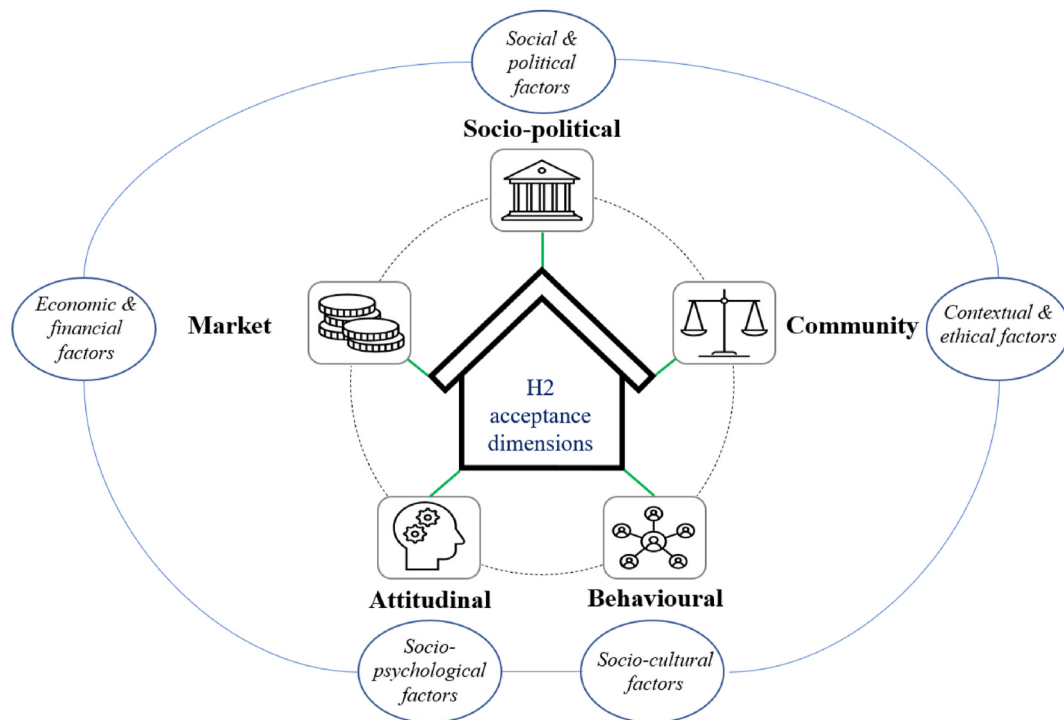 Social &
political
factors
Socio-political
Economic &
financial
factors
Market
Community
Contextual &
ethical factors
H2
acceptance
dimensions
Attitudinal
Behavioural
Socio-
psychological
factors
Socio-cultural
factors